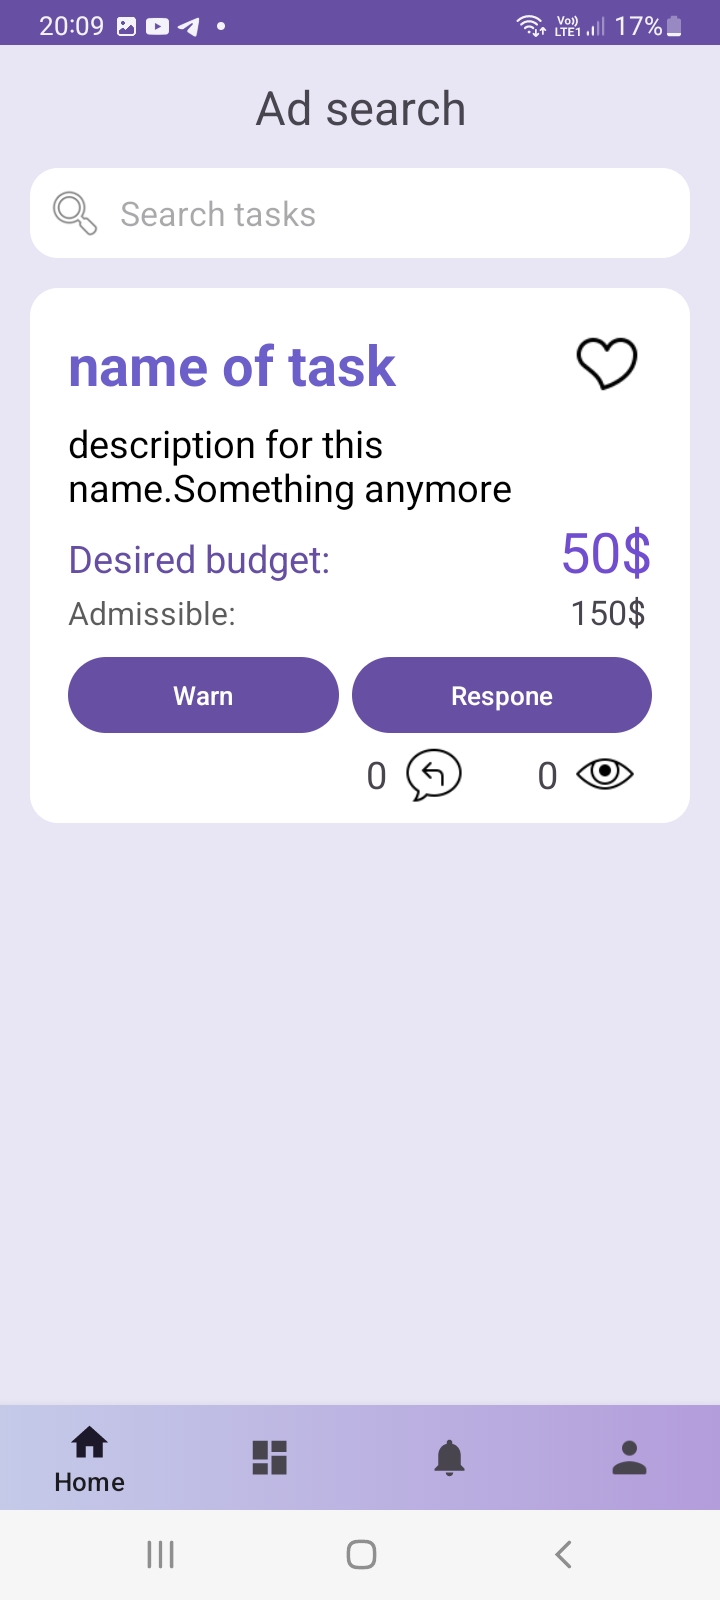 20:09
Vo))
LTE1
17%
Ad search
Search tasks
name of task
description for this
name.Something anymore
Desired budget: 50$
Admissible: 150$
Warn Respone
0 0
Home